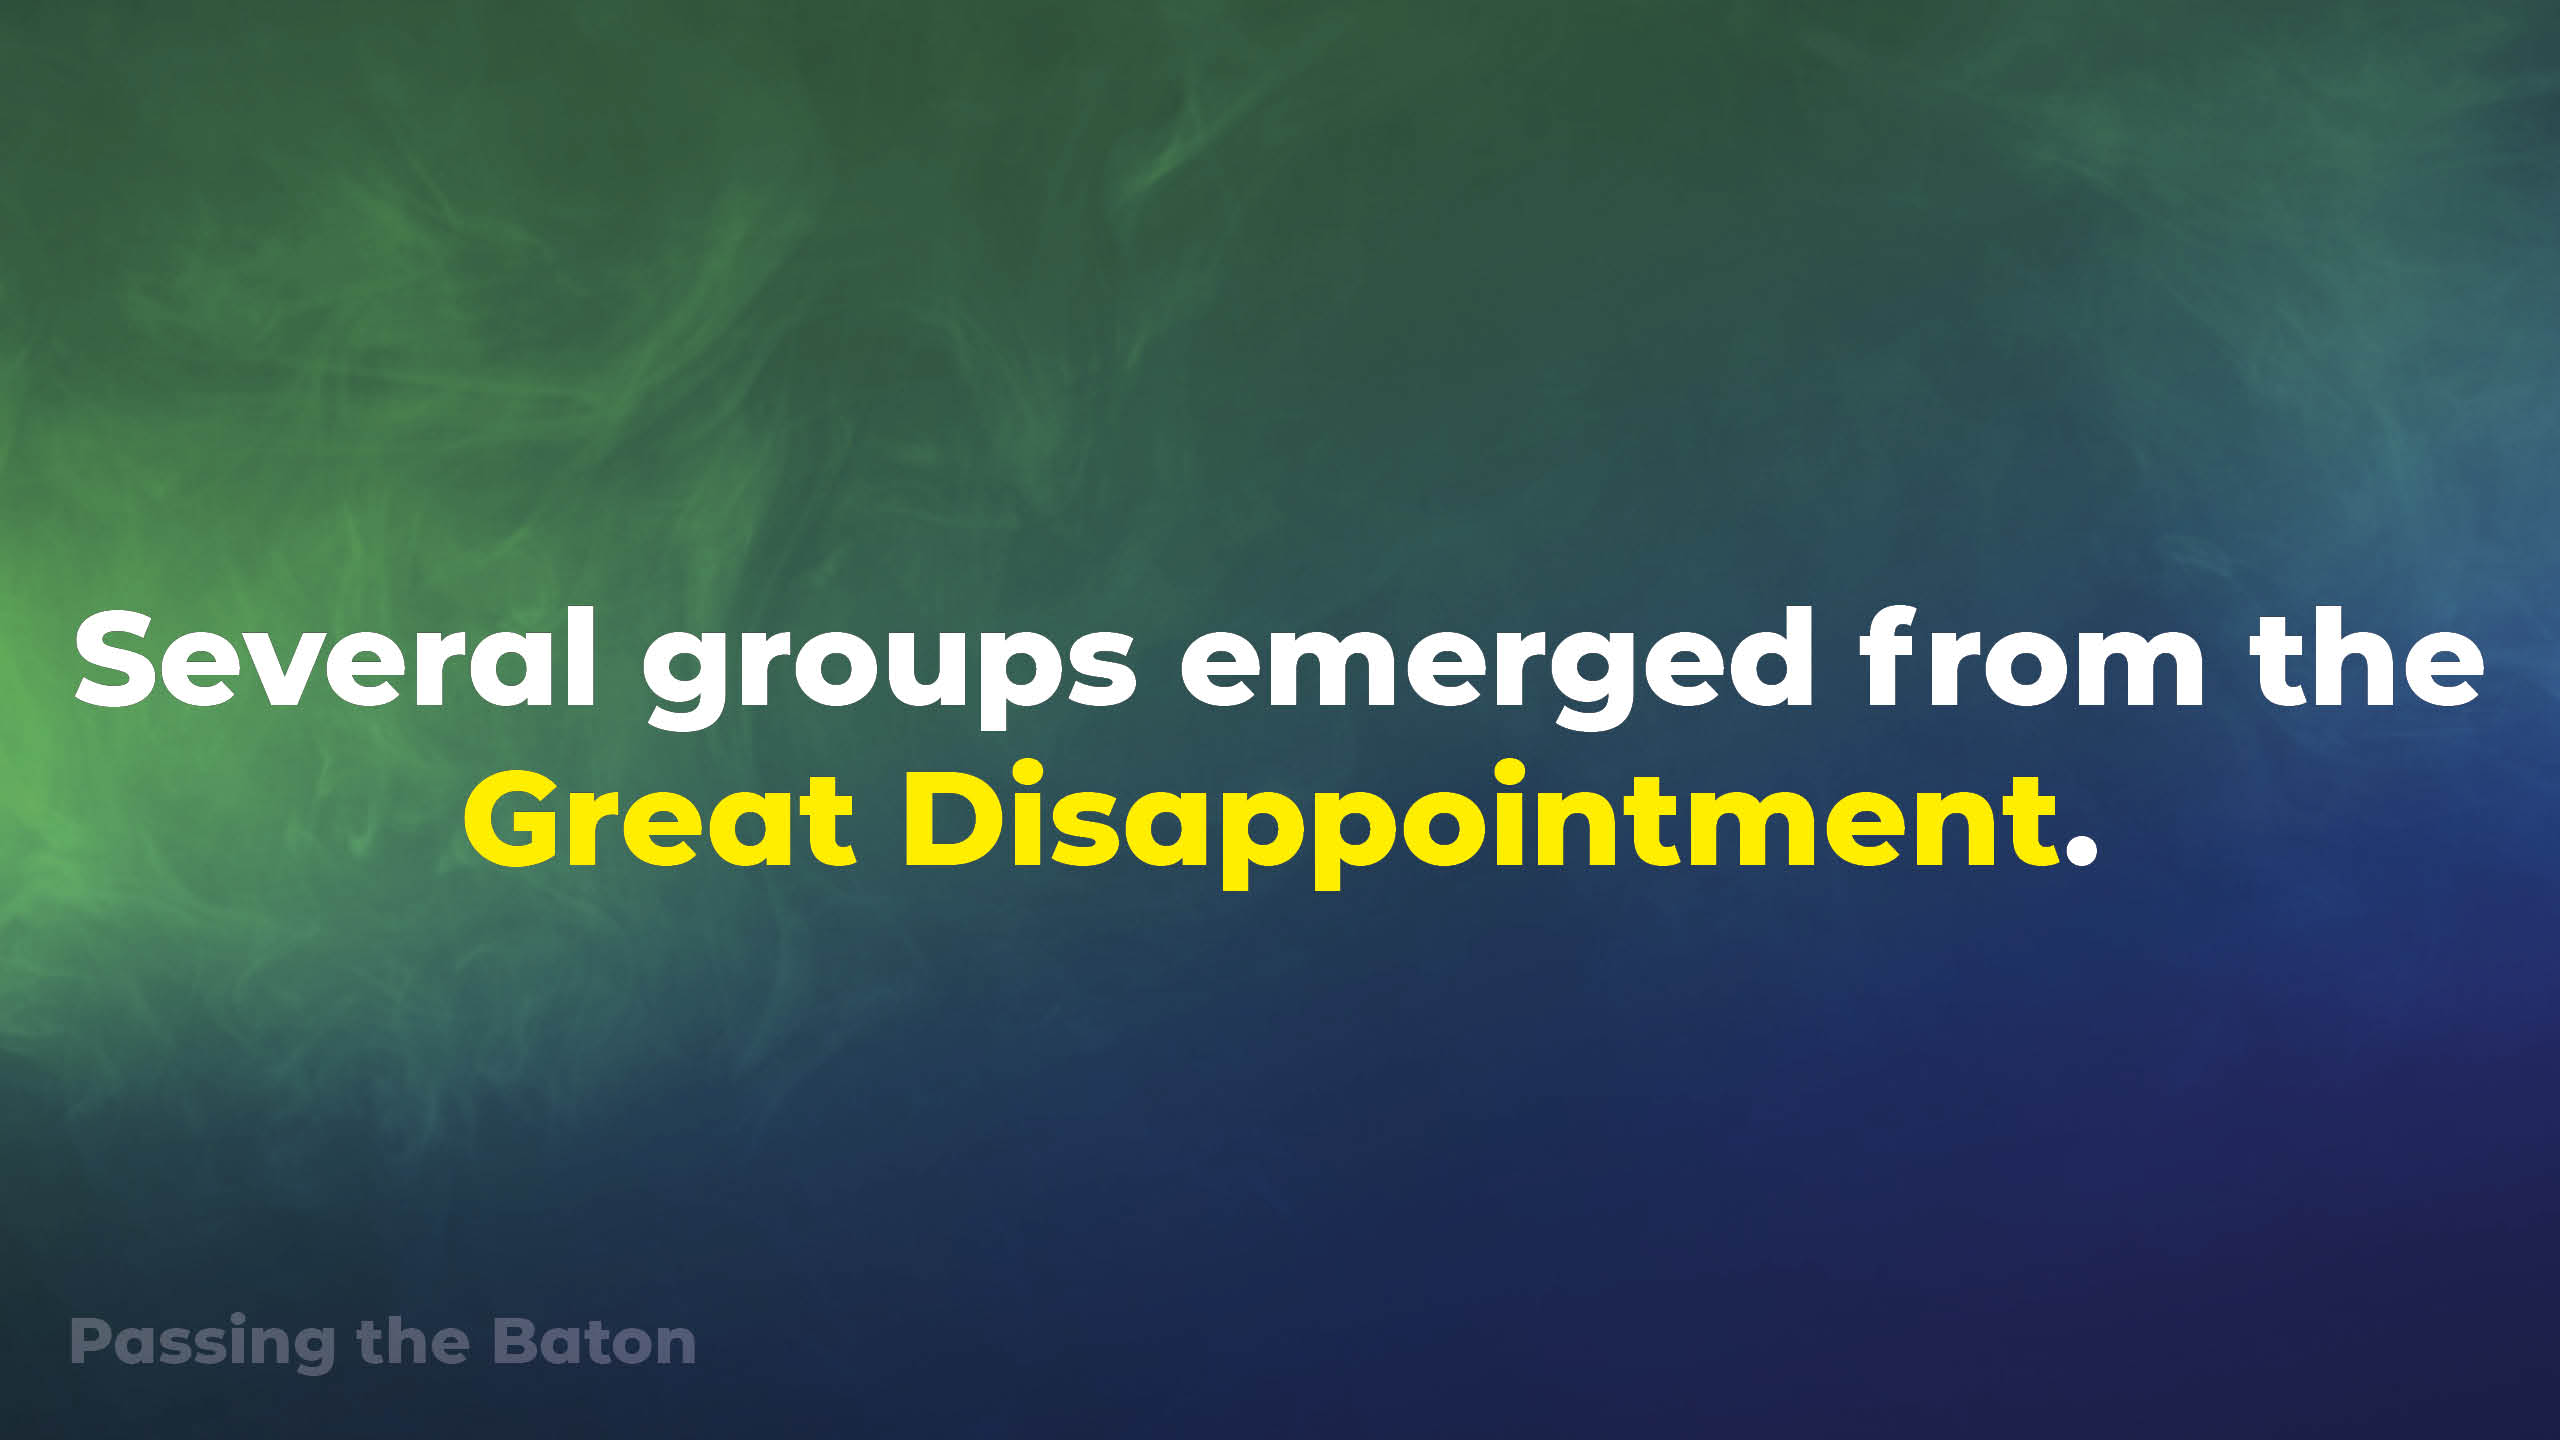 Several groups emerged from the
Great Disappointment.
Passing the Baton